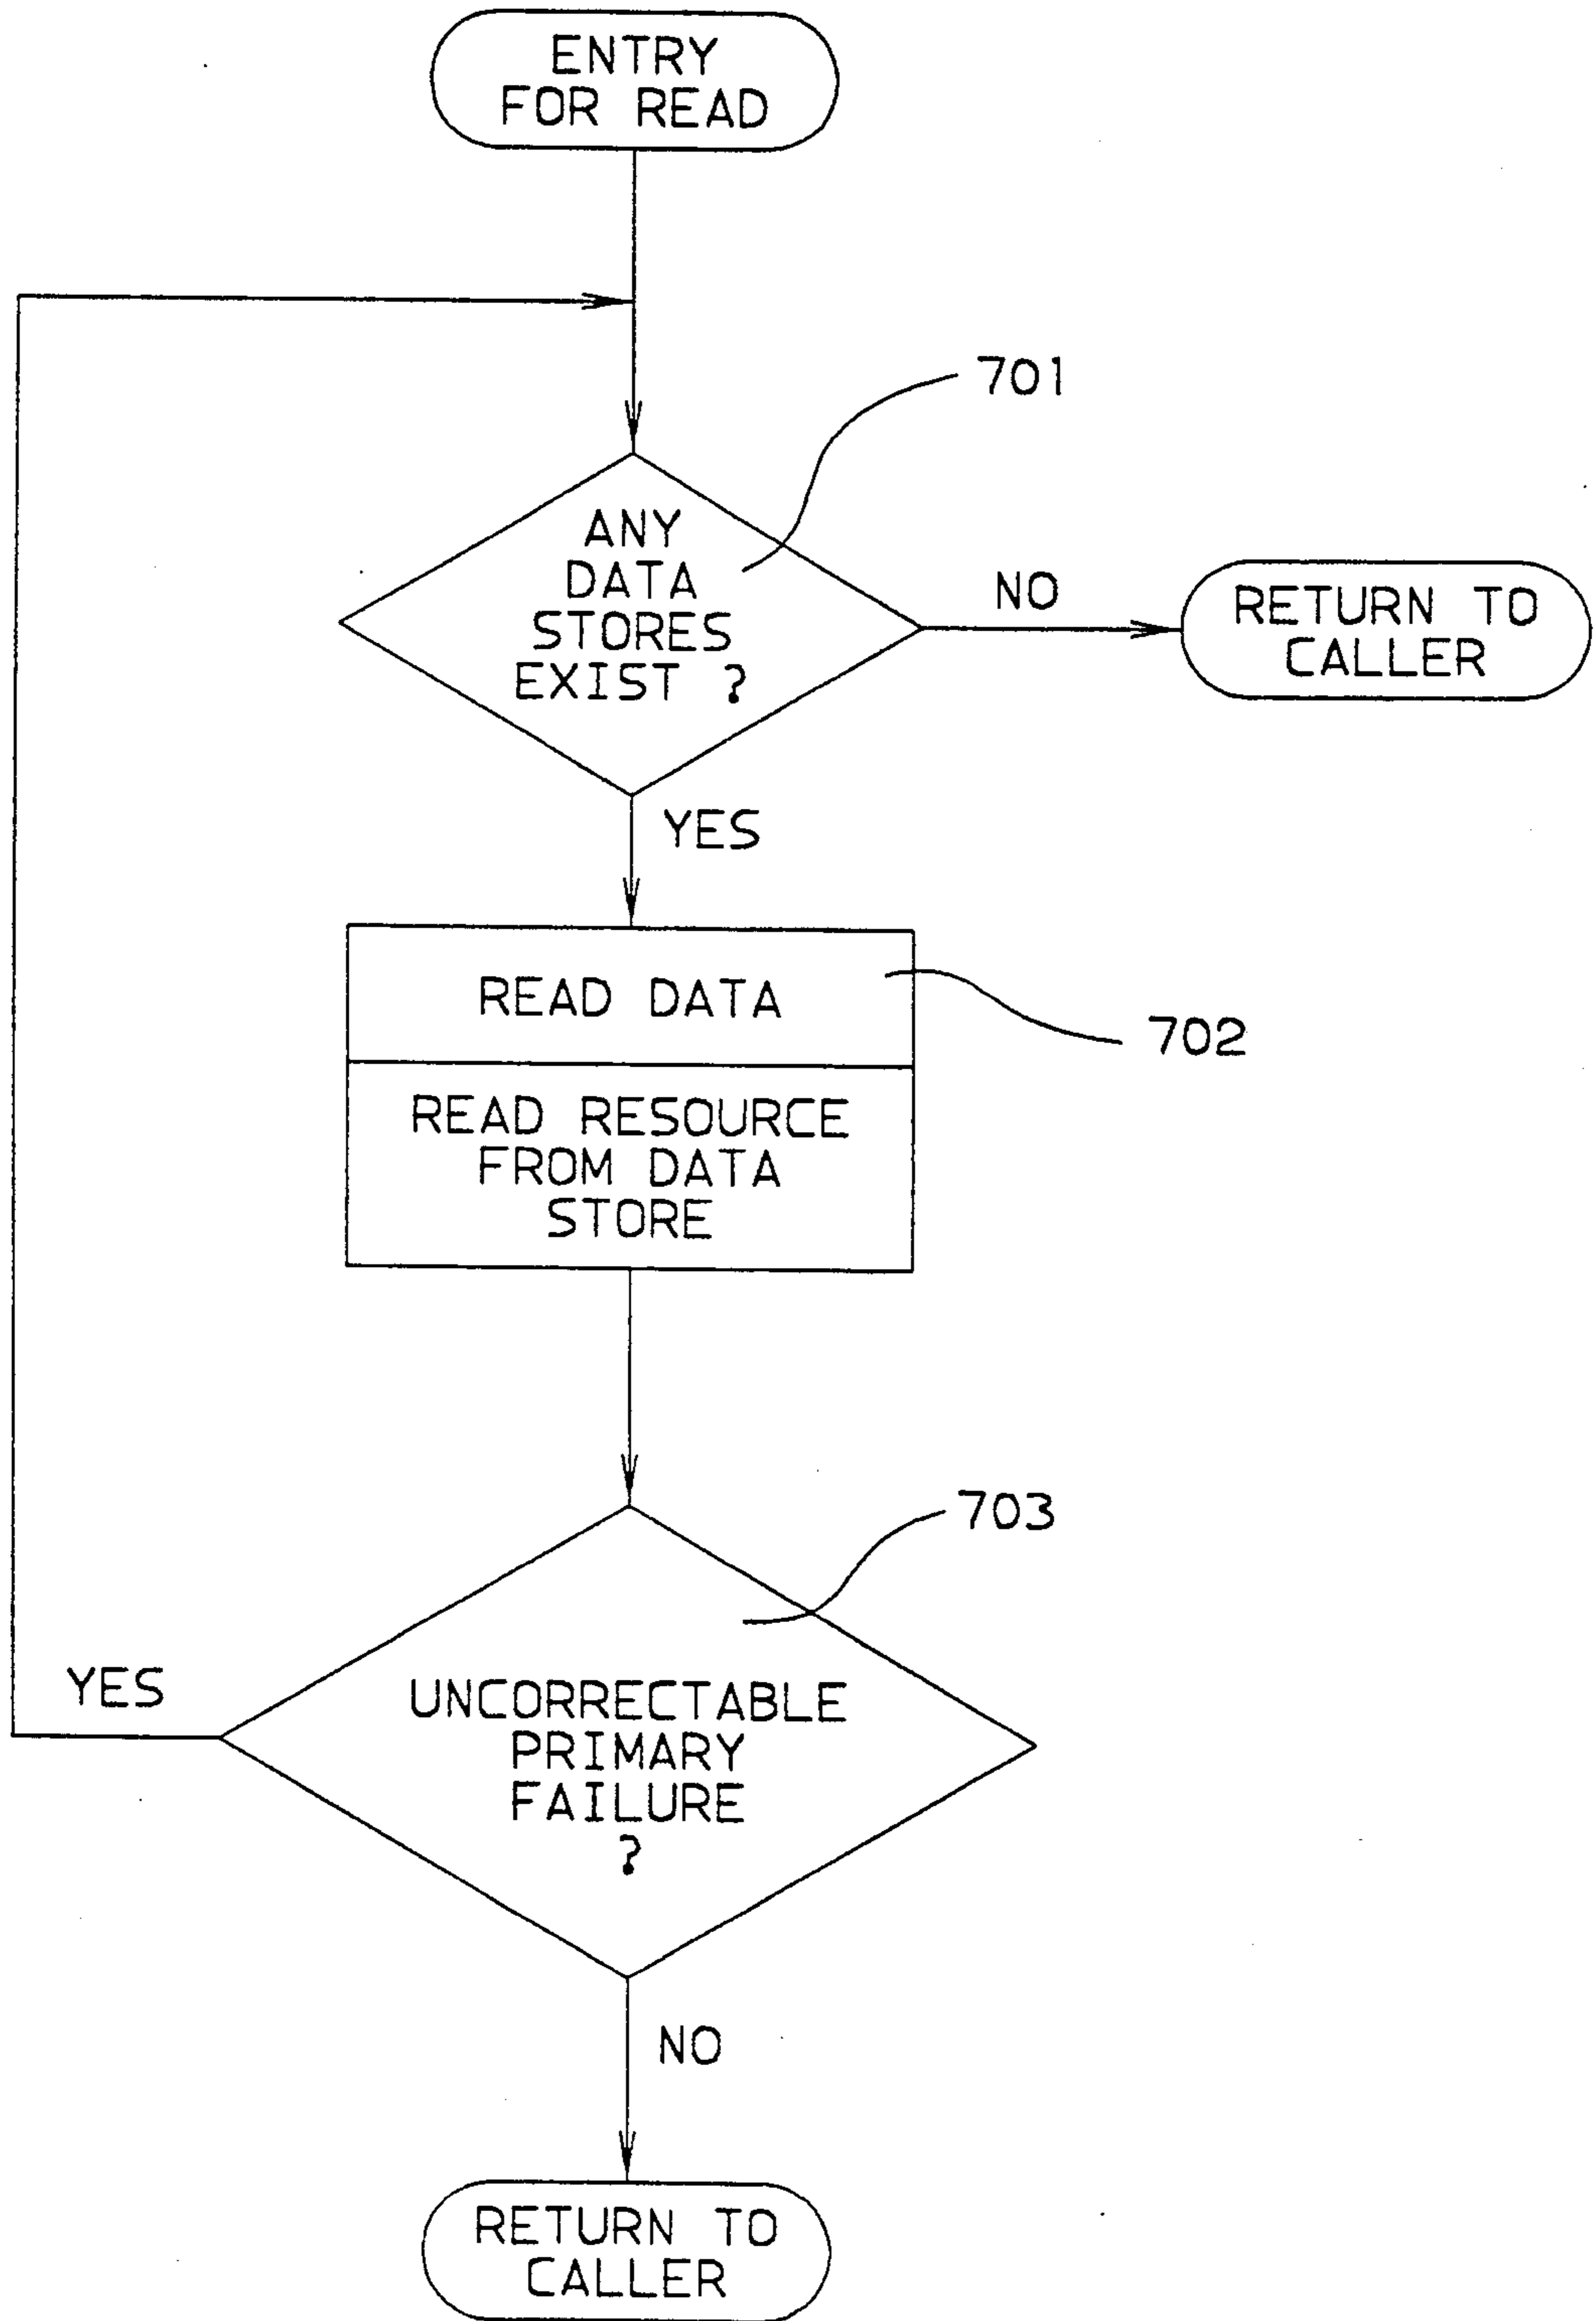 ENTRY
FOR READ
701
ANY
DATA
STORES
EXIST ?
NO
RETURN TO
CALLER
YES
READ DATA
702
READ RESOURCE
FROM DATA
STORE
703
YES
UNCORRECTABLE
PRIMARY
FAILURE
?
NO
RETURN TO
CALLER